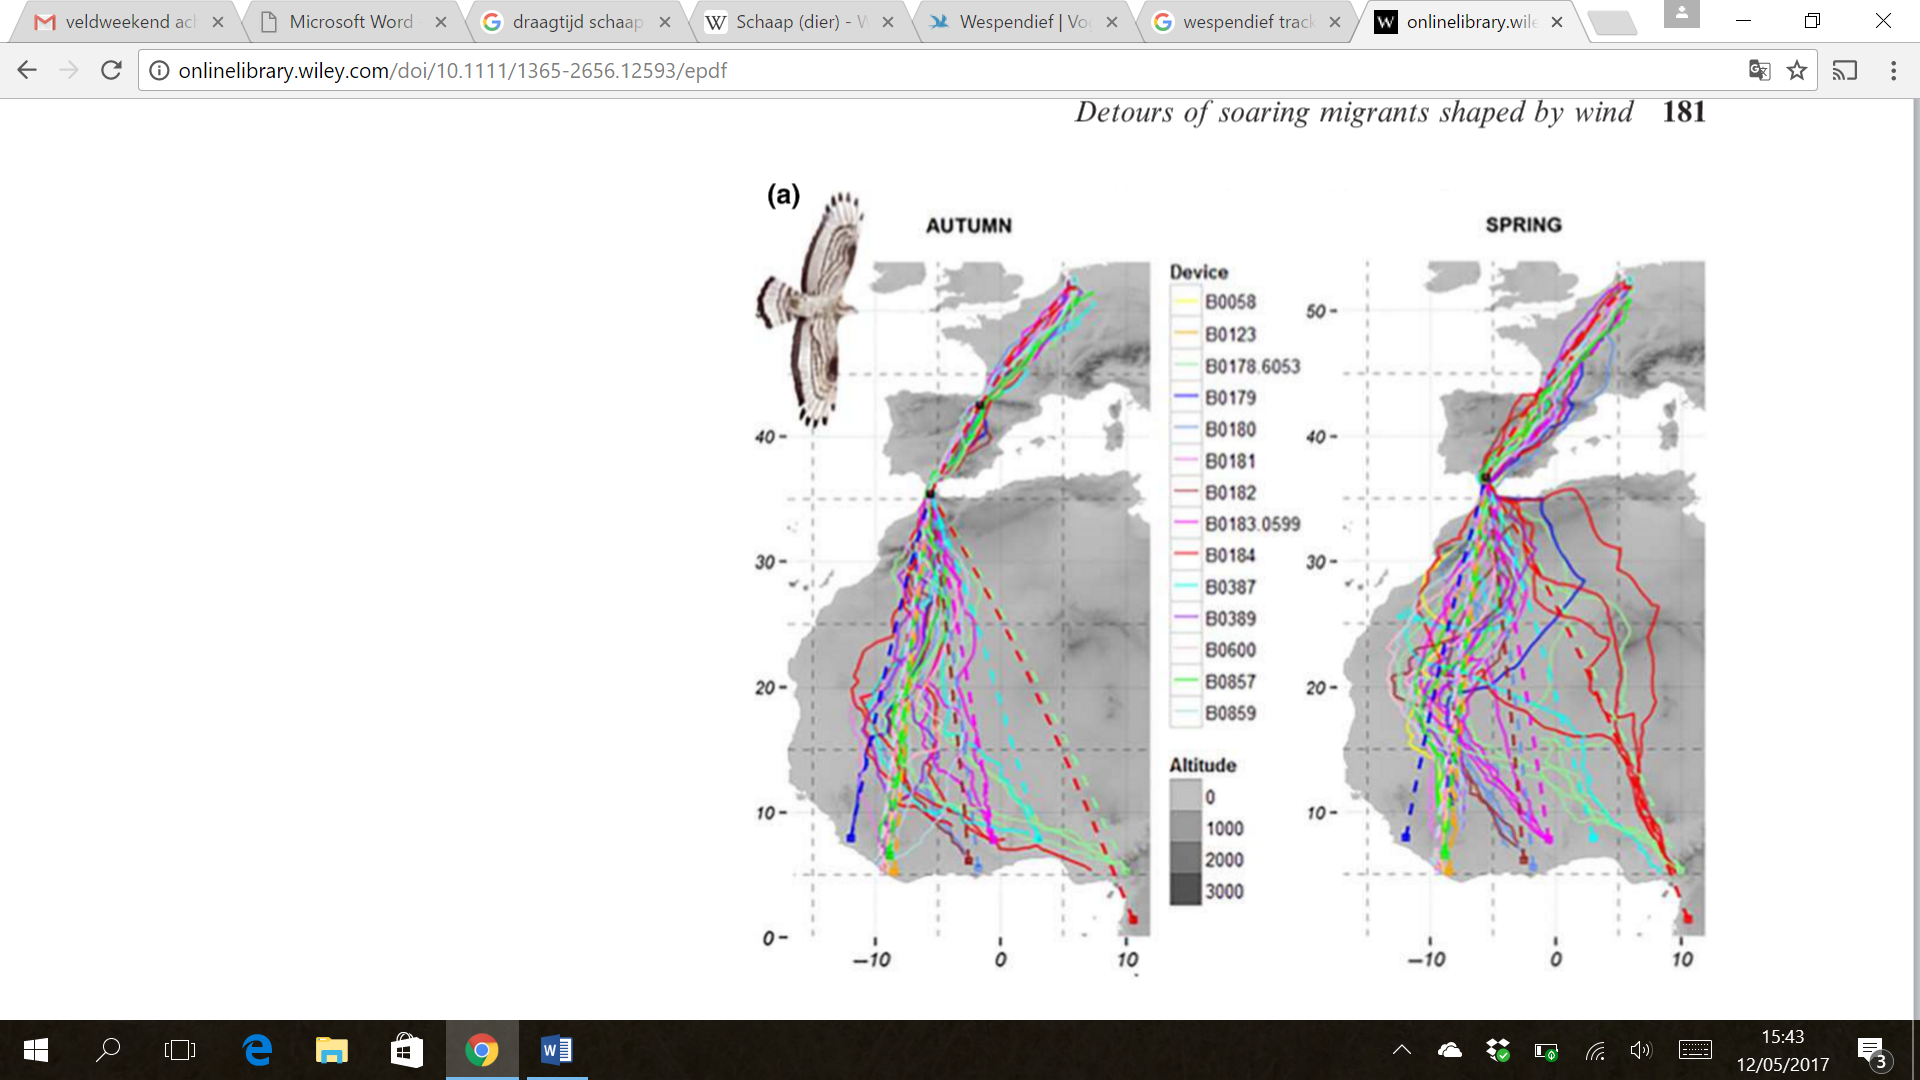 veldweekend ach
Microsoft Word
draagtijd schaap
Schaap (dier) - W
Wespendief | Vo
wespendief track
onlinelibrary.wile
onlinelibrary.wiley.com/doi/10.1111/1365-2656.12593/epdf
Detours of soaring migrants shaped by wind 181
(a)
AUTUMN
SPRING
Device
B0058
B0123
B0178.6053
B0179
B0180
B0181
B0182
B0183.0599
B0184
B0387
B0389
B0600
B0857
B0859
Altitude
0
1000
2000
3000
40
30
20
10
0
-10
0
10
50
40
30
20
10
-10
0
10
15:43
12/05/2017
3